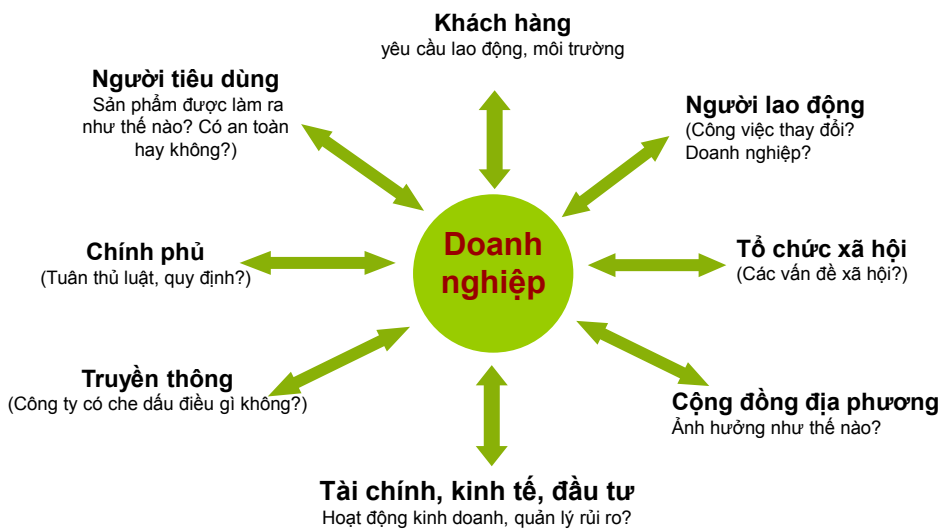 Khách hàng
yêu cầu lao động, môi trường
Người tiêu dùng
Sản phẩm được làm ra
như thế nào? Có an toàn
hay không?)
Người lao động
(Công việc thay đổi?
Doanh nghiệp?
Chính phủ
(Tuân thủ luật, quy định?)
Doanh
nghiệp
Tổ chức xã hội
(Các vấn đề xã hội?)
Truyền thông
(Công ty có che dấu điều gì không?)
Cộng đồng địa phương
Ảnh hưởng như thế nào?
Tài chính, kinh tế, đầu tư
Hoạt động kinh doanh, quản lý rủi ro?